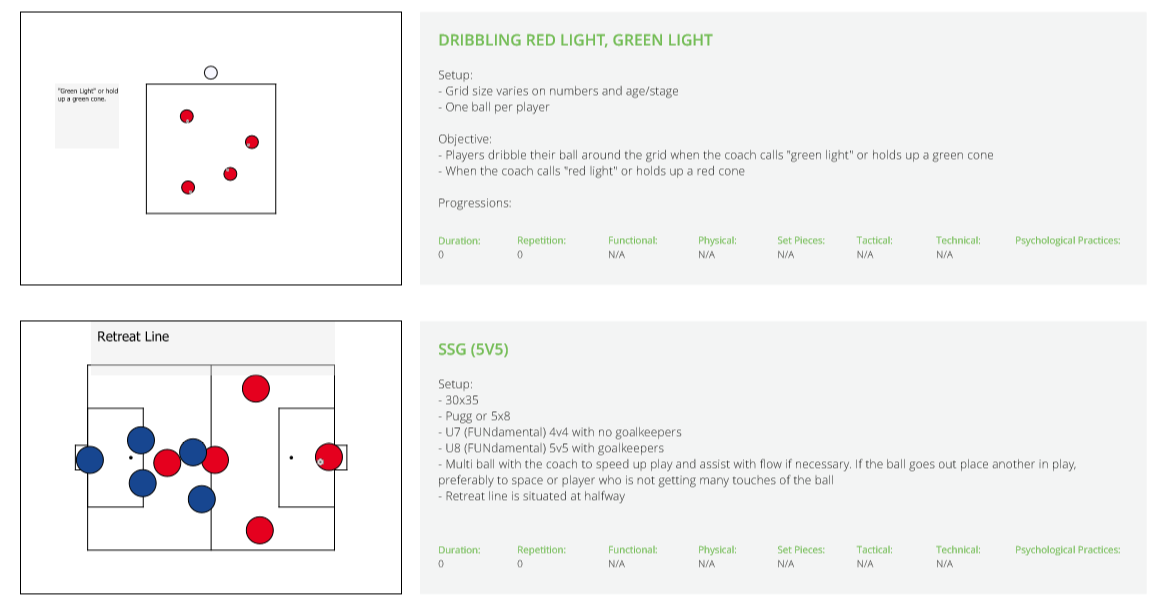 "Green Light" or hold
up a green cone.
DRIBBLING RED LIGHT, GREEN LIGHT
Setup:
- Grid size varies on numbers and age/stage
- One ball per player
Objective:
- Players dribble their ball around the grid when the coach calls "green light" or holds up a green cone
- When the coach calls "red light" or holds up a red cone
Progressions:
Duration: Repetition: Functional: Physical: Set Pieces: Tactical: Technical: Psychological Practices:
0 0 N/A N/A N/A N/A N/A
Retreat Line
SSG (5V5)
Setup:
- 30x35
- Pugg or 5x8
- U7 (FUNdamental) 4v4 with no goalkeepers
- U8 (FUNdamental) 5v5 with goalkeepers
- Multi ball with the coach to speed up play and assist with flow if necessary. If the ball goes out place another in play,
preferably to space or player who is not getting many touches of the ball
- Retreat line is situated at halfway
Duration: Repetition: Functional: Physical: Set Pieces: Tactical: Technical: Psychological Practices:
0 0 N/A N/A N/A N/A N/A